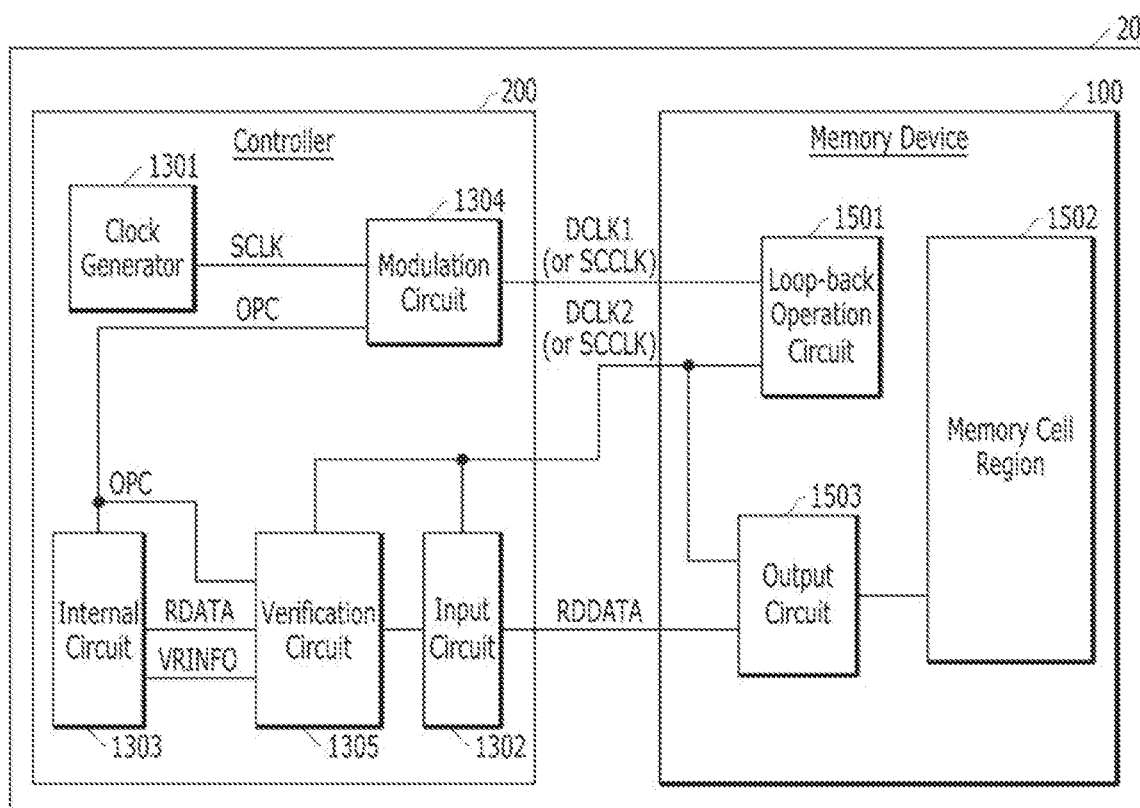 20
200
100
Controller
Memory Device
1301
1304
1501
1502
Clock
Generator
SCLK
OPC
Modulation
Circuit
DCLK1
(or SCCLK)
DCLK2
(or SCCLK)
Loop-back
Operation
Circuit
Memory Cell
Region
OPC
1503
Internal
Circuit
RDATA
VRINFO
Verification
Circuit
Input
Circuit
RDDATA
Output
Circuit
1303
1305
1302